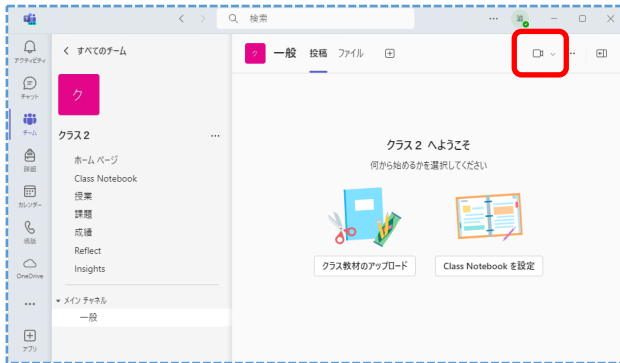 検索
アクティビティ
チャット
チーム
課題
カレンダー
通話
OneDrive
アプリ
すべてのチーム
ク
クラス 2
ホーム ページ
Class Notebook
授業
課題
成績
Reflect
Insights
メイン チャネル
一般
ク 一般 投稿 ファイル
クラス 2 へようこそ
何から始めるかを選択してください
クラス教材のアップロード
Class Notebook を設定